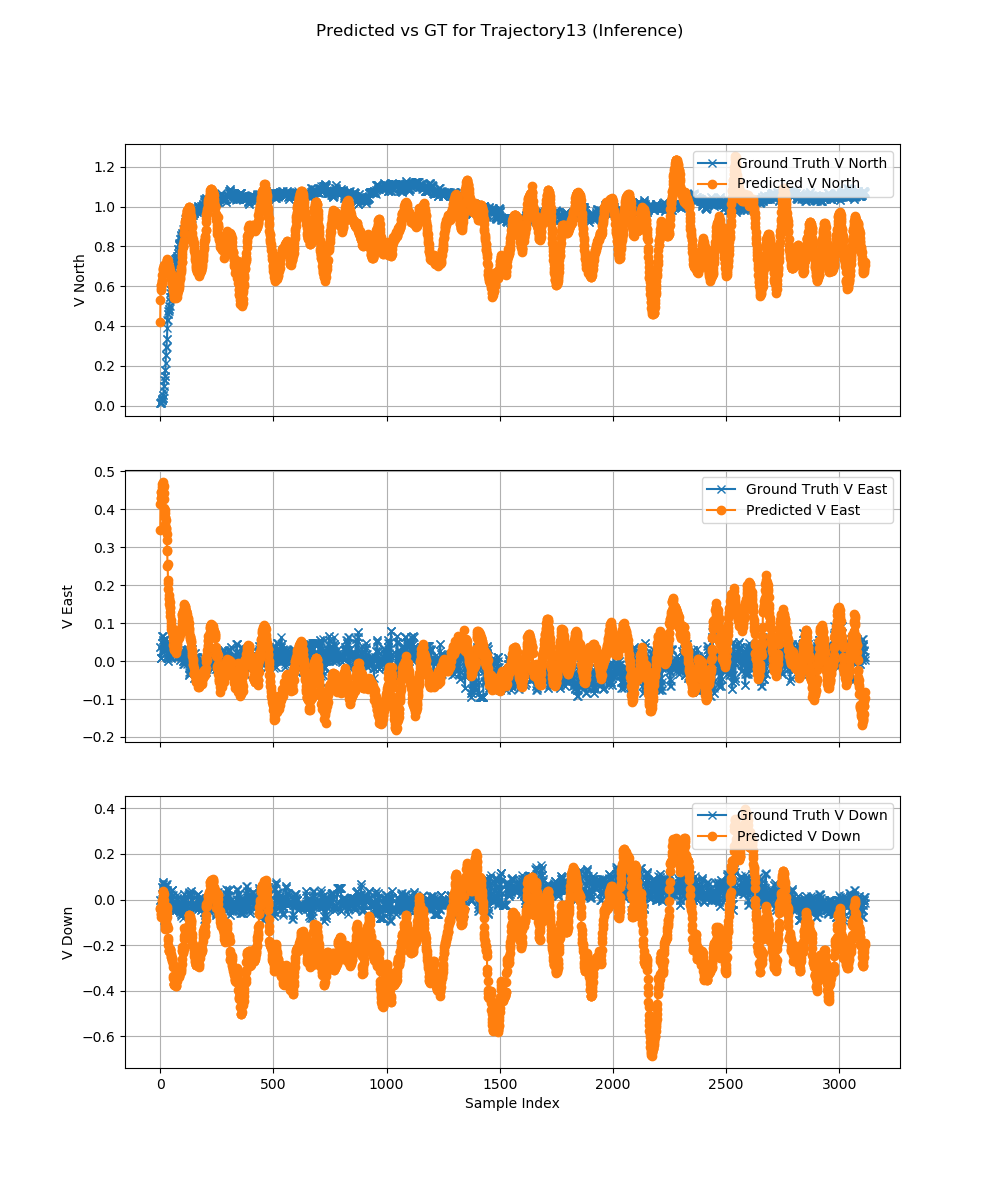 Predicted vs GT for Trajectory13 (Inference)
1.2
1.0
0.8
0.6
0.4
0.2
0.0
V North
Ground Truth V North
Predicted V North
0.5
0.4
0.3
0.2
0.1
0.0
−0.1
−0.2
V East
Ground Truth V East
Predicted V East
0.4
0.2
0.0
−0.2
−0.4
−0.6
V Down
Ground Truth V Down
Predicted V Down
0 500 1000 1500 2000 2500 3000
Sample Index